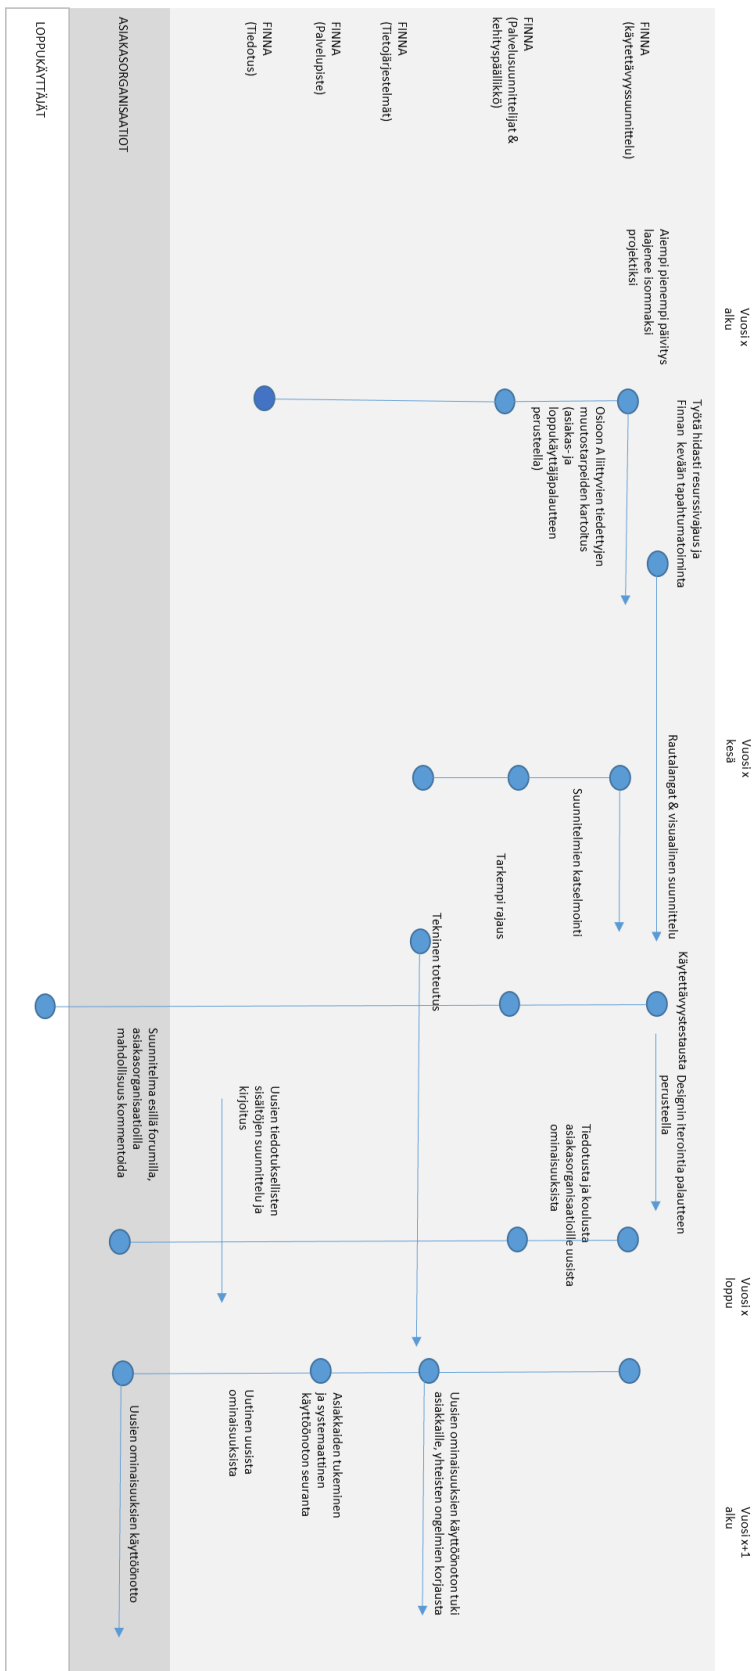 Vuosi x
alku
Vuosi x
kesä
Vuosi x
loppu
Vuosi x+1
alku
FINNA
(käytettävyyssuunnittelu)
Aiempi pienempi päivitys
laajenee isommaksi
projektiksi
Työtä hidasti resurssivajaus ja
Finnan kevään tapahtumatoiminta
Rautalangat & visuaalinen suunnittelu
Käytettävyystestausta
Designin iterointia palautteen
perusteella
FINNA
(Palvelusuunnittelijat &
kehityspäällikkö)
Osioon A liittyvien tiedettyjen
muutostarpeiden kartoitus
(asiakas- ja
loppukäyttäjäpalautteen
perusteella)
Suunnitelmien katselmointi
Tarkempi rajaus
Tiedotusta ja koulusta
asiakasorganisaatioille uusista
ominaisuuksista
FINNA
(Tietojärjestelmät)
Tekninen toteutus
Uusien ominaisuuksien käyttöönoton tuki
asiakkaille, yhteisten ongelmien korjausta
FINNA
(Palvelupiste)
Asiakkaiden tukeminen
ja systemaattinen
käyttöönoton seuranta
FINNA
(Tiedotus)
Uusien tiedotuksellisten
sisältöjen suunnittelu ja
kirjoitus
Uutinen uusista
ominaisuuksista
ASIAKASORGANISAATIOT
Suunnitelma esillä forumilla,
asiakasorganisaatioilla
mahdollisuus kommentoida
Uusien ominaisuuksien käyttöönotto
LOPPUKÄYTTÄJÄT